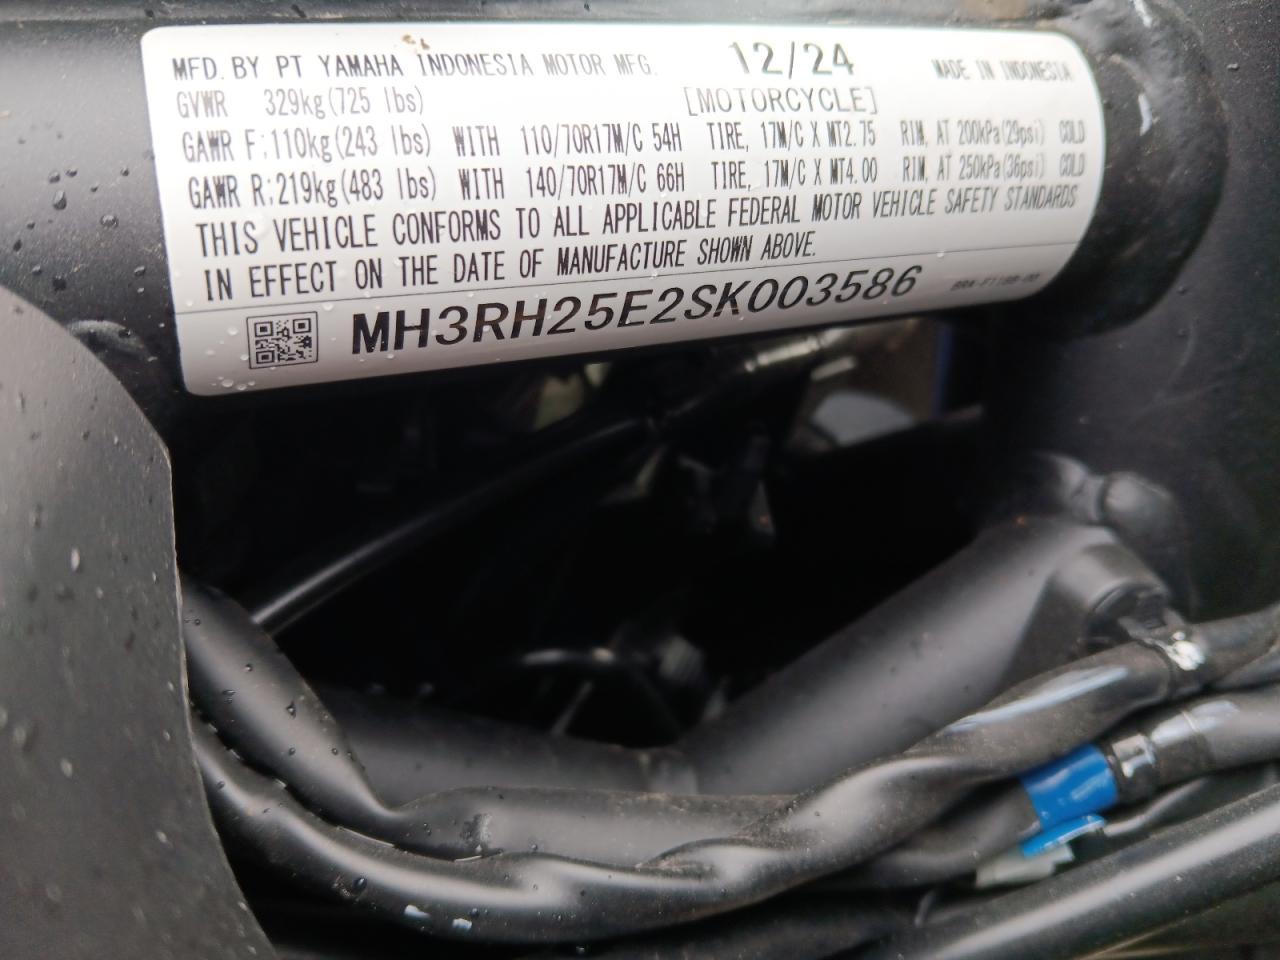 MFD. BY PT YAMAHA INDONESIA MOTOR MFG. 12/24 MADE IN INDONESIA
GVWR 329kg(725 lbs) [MOTORCYCLE]
GAWR F:110kg(243 lbs) WITH 110/70R17M/C 54H TIRE, 17M/C X MT2.75 RIM, AT 200kPa(29psi) COLD
GAWR R:219kg(483 lbs) WITH 140/70R17M/C 66H TIRE, 17M/C X MT4.00 RIM, AT 250kPa(36psi) COLD
THIS VEHICLE CONFORMS TO ALL APPLICABLE FEDERAL MOTOR VEHICLE SAFETY STANDARDS
IN EFFECT ON THE DATE OF MANUFACTURE SHOWN ABOVE.
MH3RH25E2SK003586